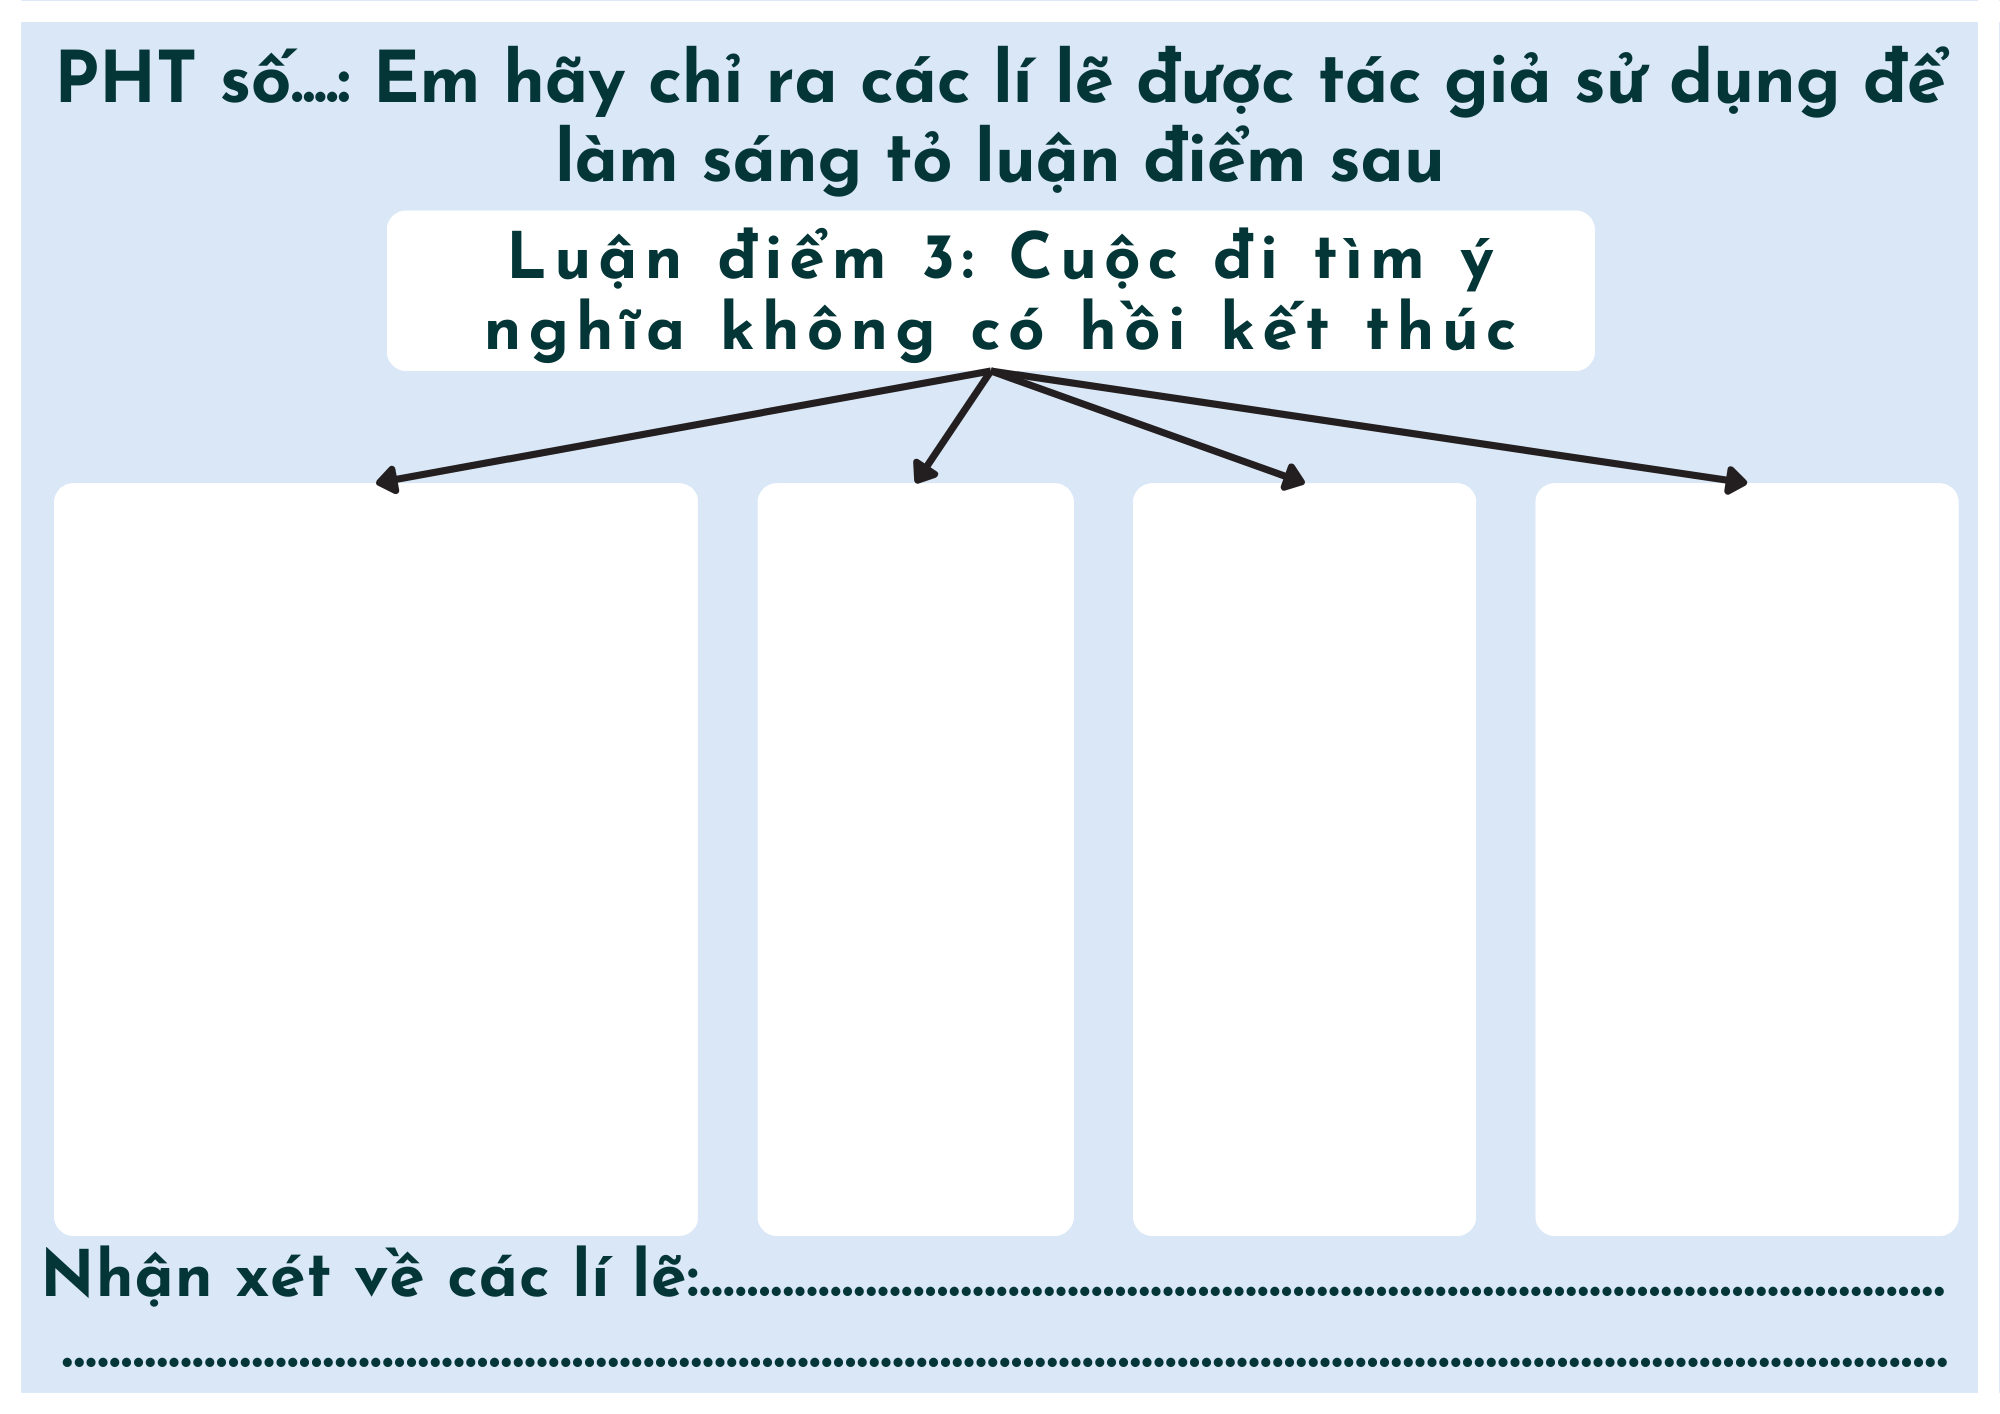 PHT số....: Em hãy chỉ ra các lí lẽ được tác giả sử dụng để
làm sáng tỏ luận điểm sau
Luận điểm 3: Cuộc đi tìm ý
nghĩa không có hồi kết thúc
Nhận xét về các lí lẽ:.........................................................................................................
................................................................................................................................................................